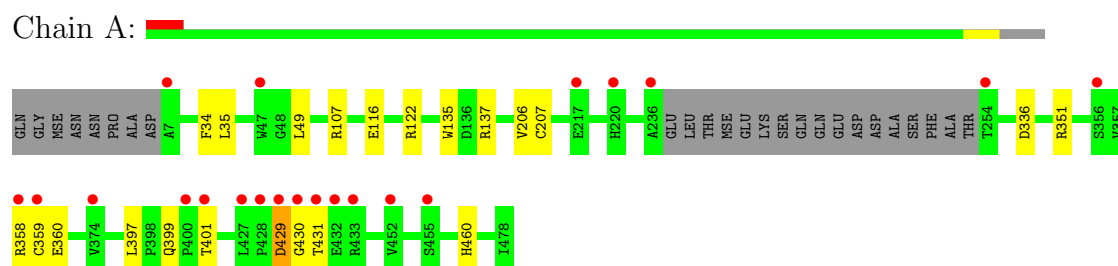 Chain A:
GLN GLY MSE ASN ASN PRO ALA ASP A7 F34 L35 W47 G48 L49 R107 E116 R122 W135 D136 R137 V206 C207 E217 H220 A236 GLU LEU THR MSE GLU LYS SER GLN GLN GLU ASP ASP ALA SER PHE ALA THR T254 D336 R351 S356 V357
R358 C359 E360 V374 L397 P398 Q399 P400 T401 L427 P428 D429 G430 T431 E432 R433 V452 S455 H460 I478